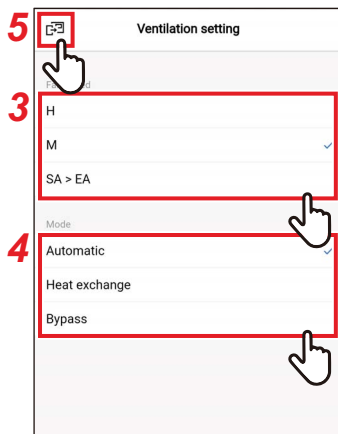 5
Ventilation setting
3
H
M
SA > EA
Mode
4
Automatic
Heat exchange
Bypass